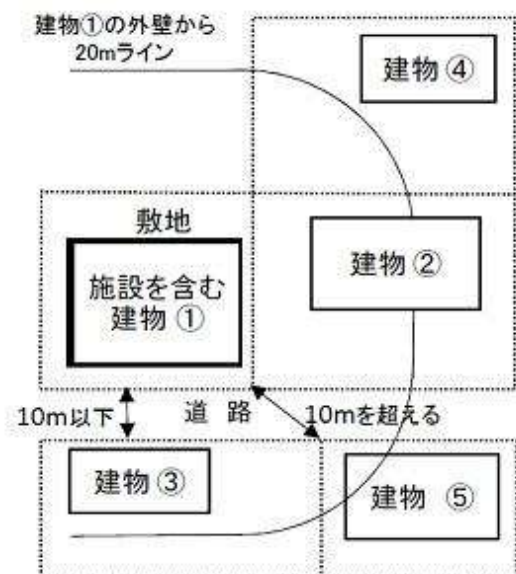 建物①の外壁から
20mライン
建物④
敷地
施設を含む
建物①
建物②
10m以下
道路
10mを超える
建物③
建物⑤